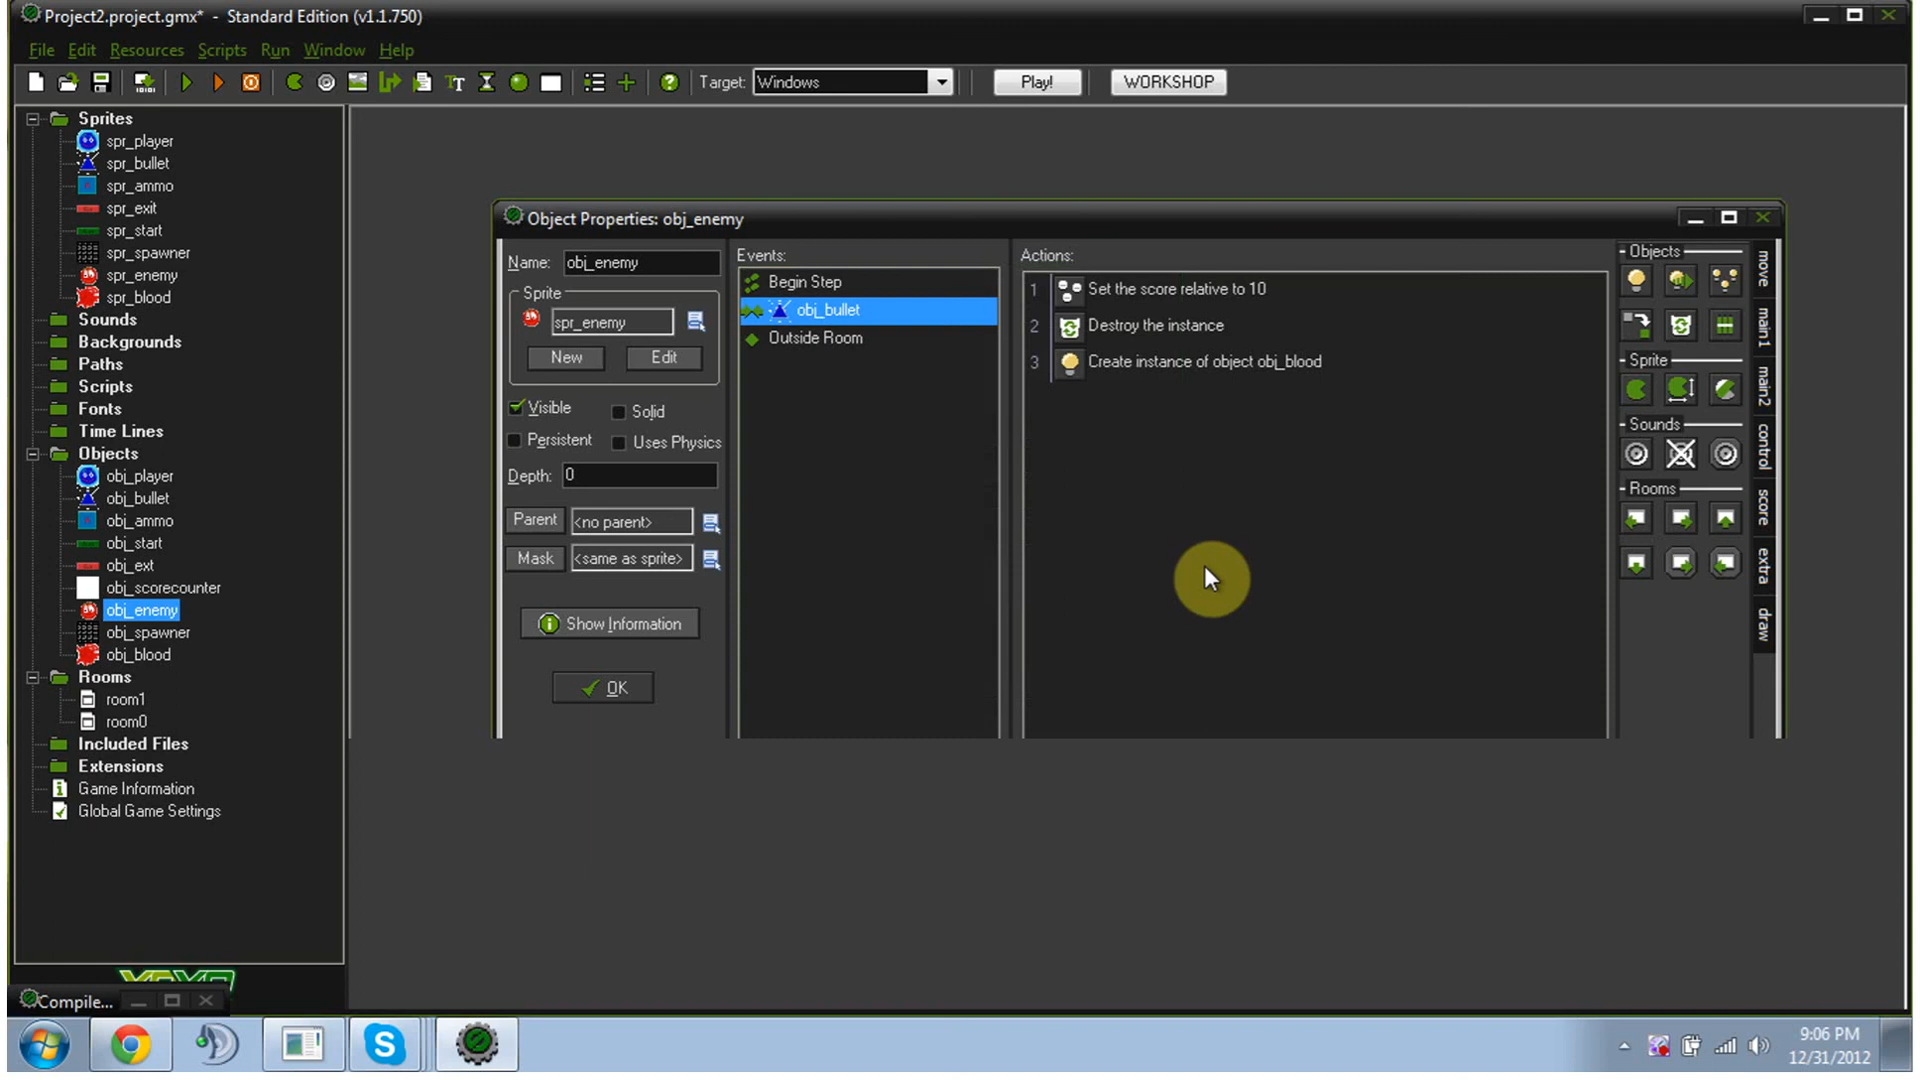 Project2.project.gmx* - Standard Edition (v1.1.750)
File Edit Resources Scripts Run Window Help
Target: Windows Play! WORKSHOP
Sprites
spr_player
spr_bullet
spr_ammo
spr_exit
spr_start
spr_spawner
spr_enemy
spr_blood
Sounds
Backgrounds
Paths
Scripts
Fonts
Time Lines
Objects
obj_player
obj_bullet
obj_ammo
obj_start
obj_ext
obj_scorecounter
obj_enemy
obj_spawner
obj_blood
Rooms
room1
room0
Included Files
Extensions
Game Information
Global Game Settings
Object Properties: obj_enemy
Name: obj_enemy
Sprite
spr_enemy
New Edit
Visible Solid
Persistent Uses Physics
Depth: 0
Parent <no parent>
Mask <same as sprite>
Show Information
OK
Events:
Begin Step
obj_bullet
Outside Room
Actions:
1 Set the score relative to 10
2 Destroy the instance
3 Create instance of object obj_blood
Objects
Sprite
Sounds
Rooms
move
main1
main2
control
score
extra
draw
Compile...
9:06 PM
12/31/2012